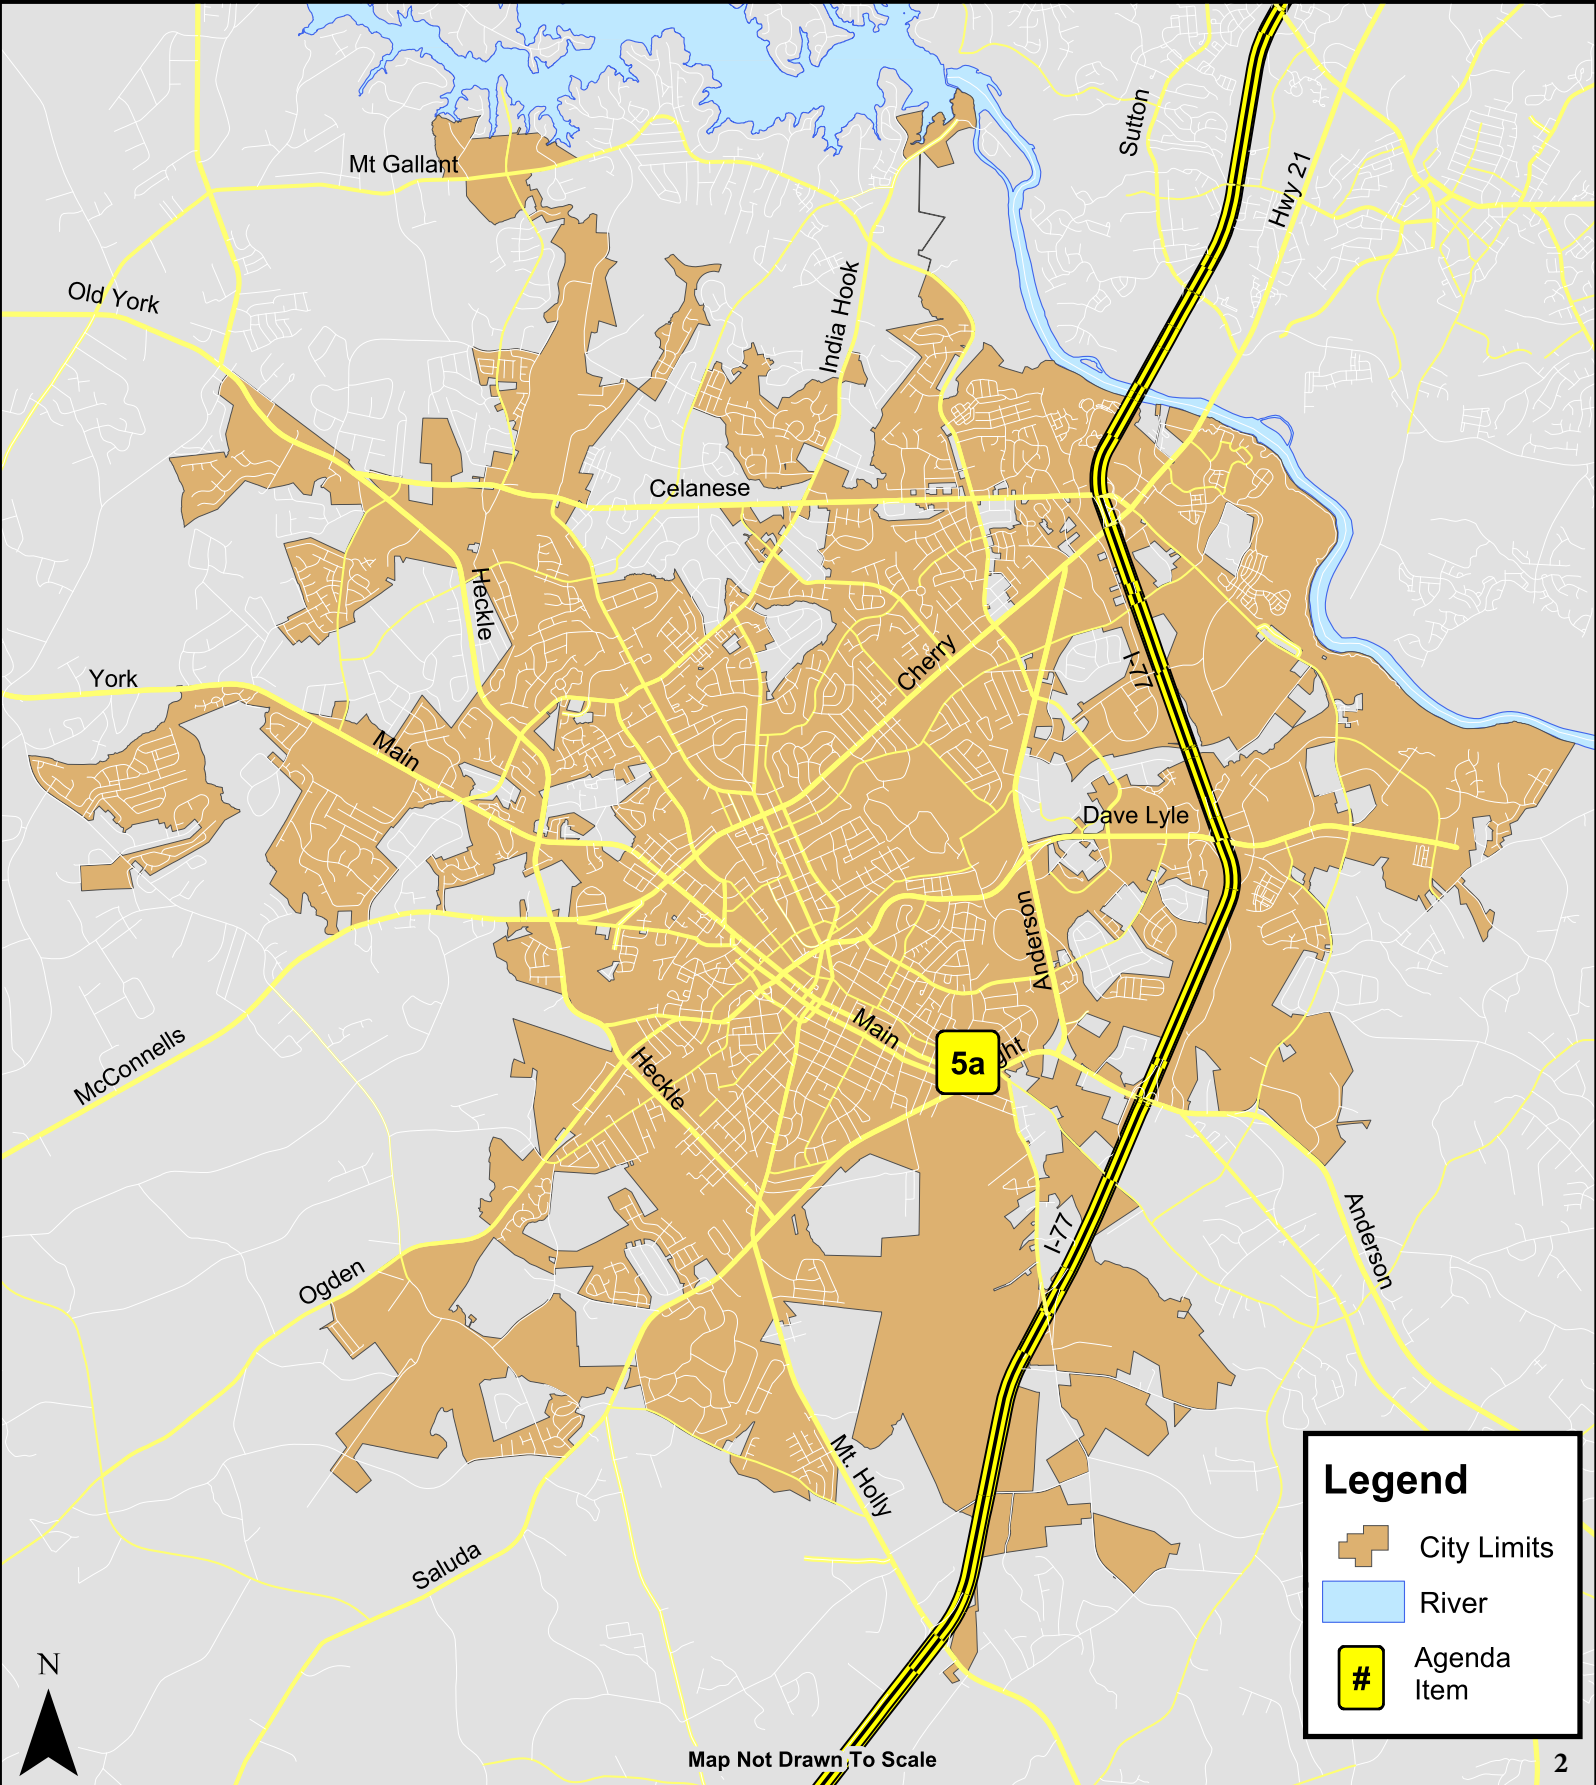 Sutton
Mt Gallant
Hwy 21
Old York
India Hook
Celanese
Heckle
Cherry
I-77
York
Main
Dave Lyle
Anderson
Main
5a
McConnells
Heckle
I-77
Anderson
Ogden
Mt. Holly
Saluda
Legend
City Limits
River
#
Agenda
Item
N
Map Not Drawn To Scale
2